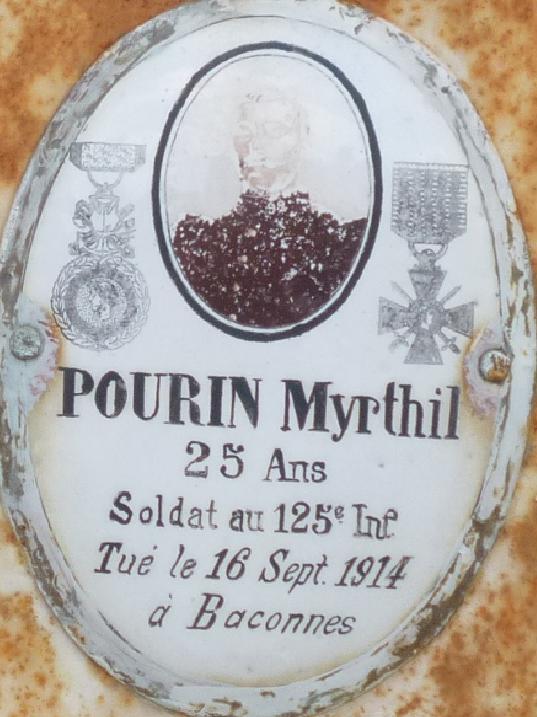 POURIN Myrthil
25 Ans
Soldat au 125e Inf.
Tué le 16 Sept. 1914
à Baconnes